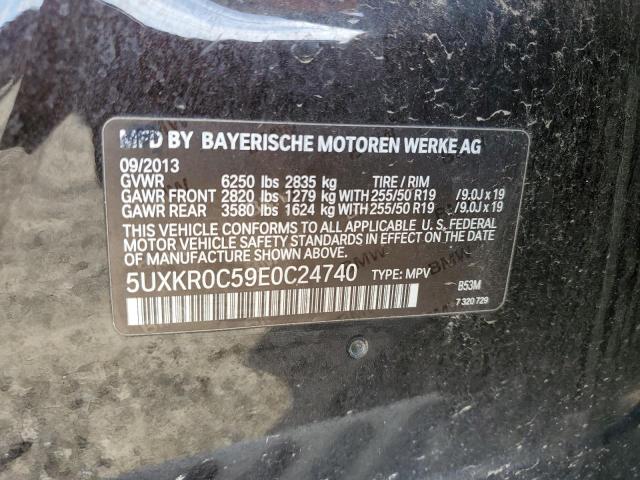 MFD BY BAYERISCHE MOTOREN WERKE AG
09/2013
GVWR 6250 lbs 2835 kg TIRE / RIM
GAWR FRONT 2820 lbs 1279 kg WITH 255/50 R19 /9.0J x 19
GAWR REAR 3580 lbs 1624 kg WITH 255/50 R19 /9.0J x 19
THIS VEHICLE CONFORMS TO ALL APPLICABLE U. S. FEDERAL
MOTOR VEHICLE SAFETY AND THEFT PREVENTION STANDARDS
IN EFFECT ON THE DATE OF MANUFACTURE
SHOWN ABOVE.
5UXKR0C59E0C24740 TYPE: MPV
B53M
7 320 729